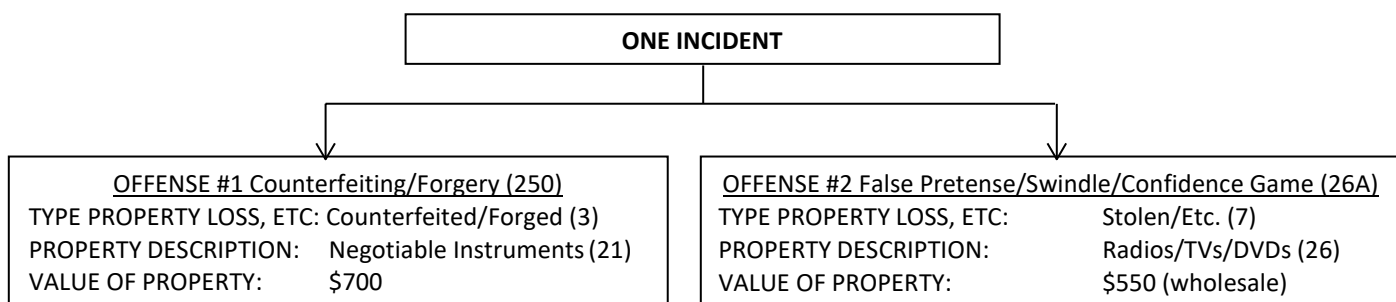 ONE INCIDENT
OFFENSE #1 Counterfeiting/Forgery (250)
TYPE PROPERTY LOSS, ETC: Counterfeited/Forged (3)
PROPERTY DESCRIPTION: Negotiable Instruments (21)
VALUE OF PROPERTY: $700
OFFENSE #2 False Pretense/Swindle/Confidence Game (26A)
TYPE PROPERTY LOSS, ETC: Stolen/Etc. (7)
PROPERTY DESCRIPTION: Radios/TVs/DVDs (26)
VALUE OF PROPERTY: $550 (wholesale)